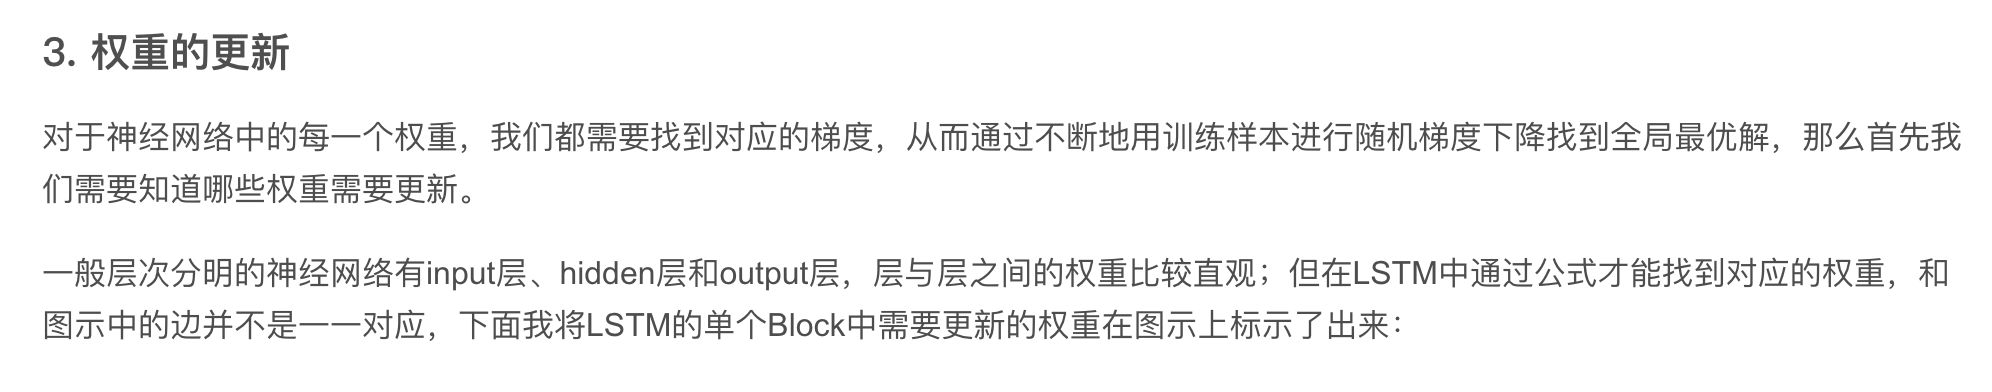 3. 权重的更新
对于神经网络中的每一个权重，我们都需要找到对应的梯度，从而通过不断地用训练样本进行随机梯度下降找到全局最优解，那么首先我
们需要知道哪些权重需要更新。
一般层次分明的神经网络有input层、hidden层和output层，层与层之间的权重比较直观；但在LSTM中通过公式才能找到对应的权重，和
图示中的边并不是一一对应，下面我将LSTM的单个Block中需要更新的权重在图示上标示了出来：